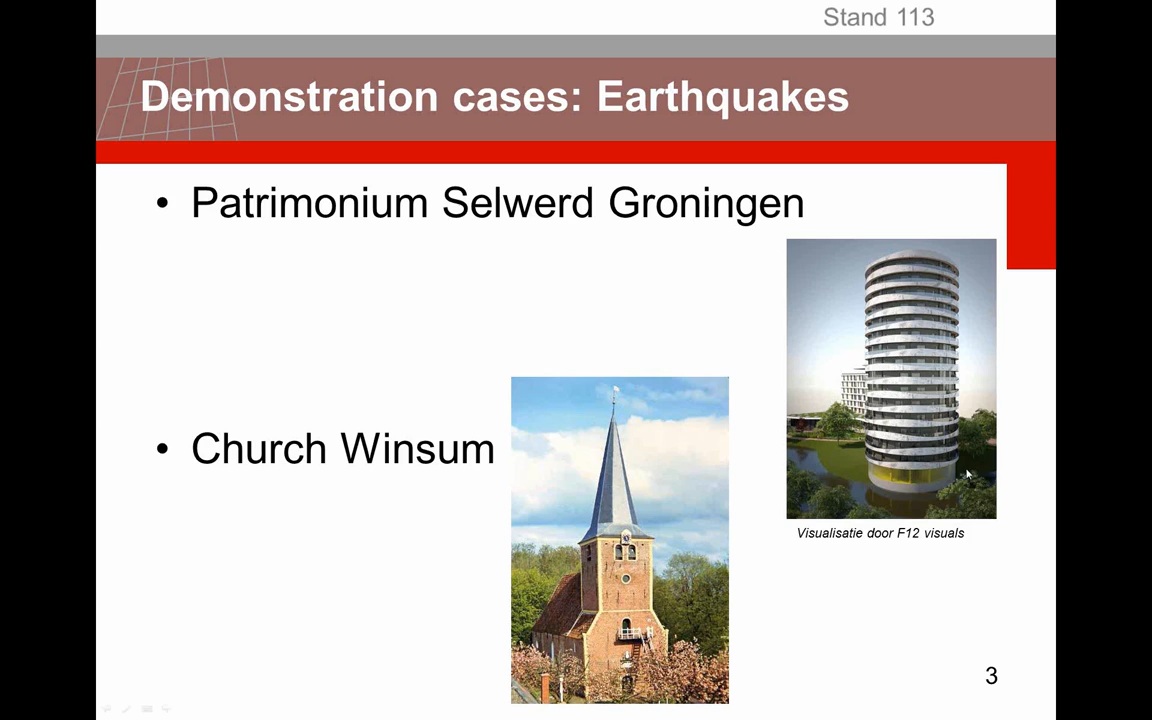 Stand 113
Demonstration cases: Earthquakes
• Patrimonium Selwerd Groningen
• Church Winsum
Visualisatie door F12 visuals
3